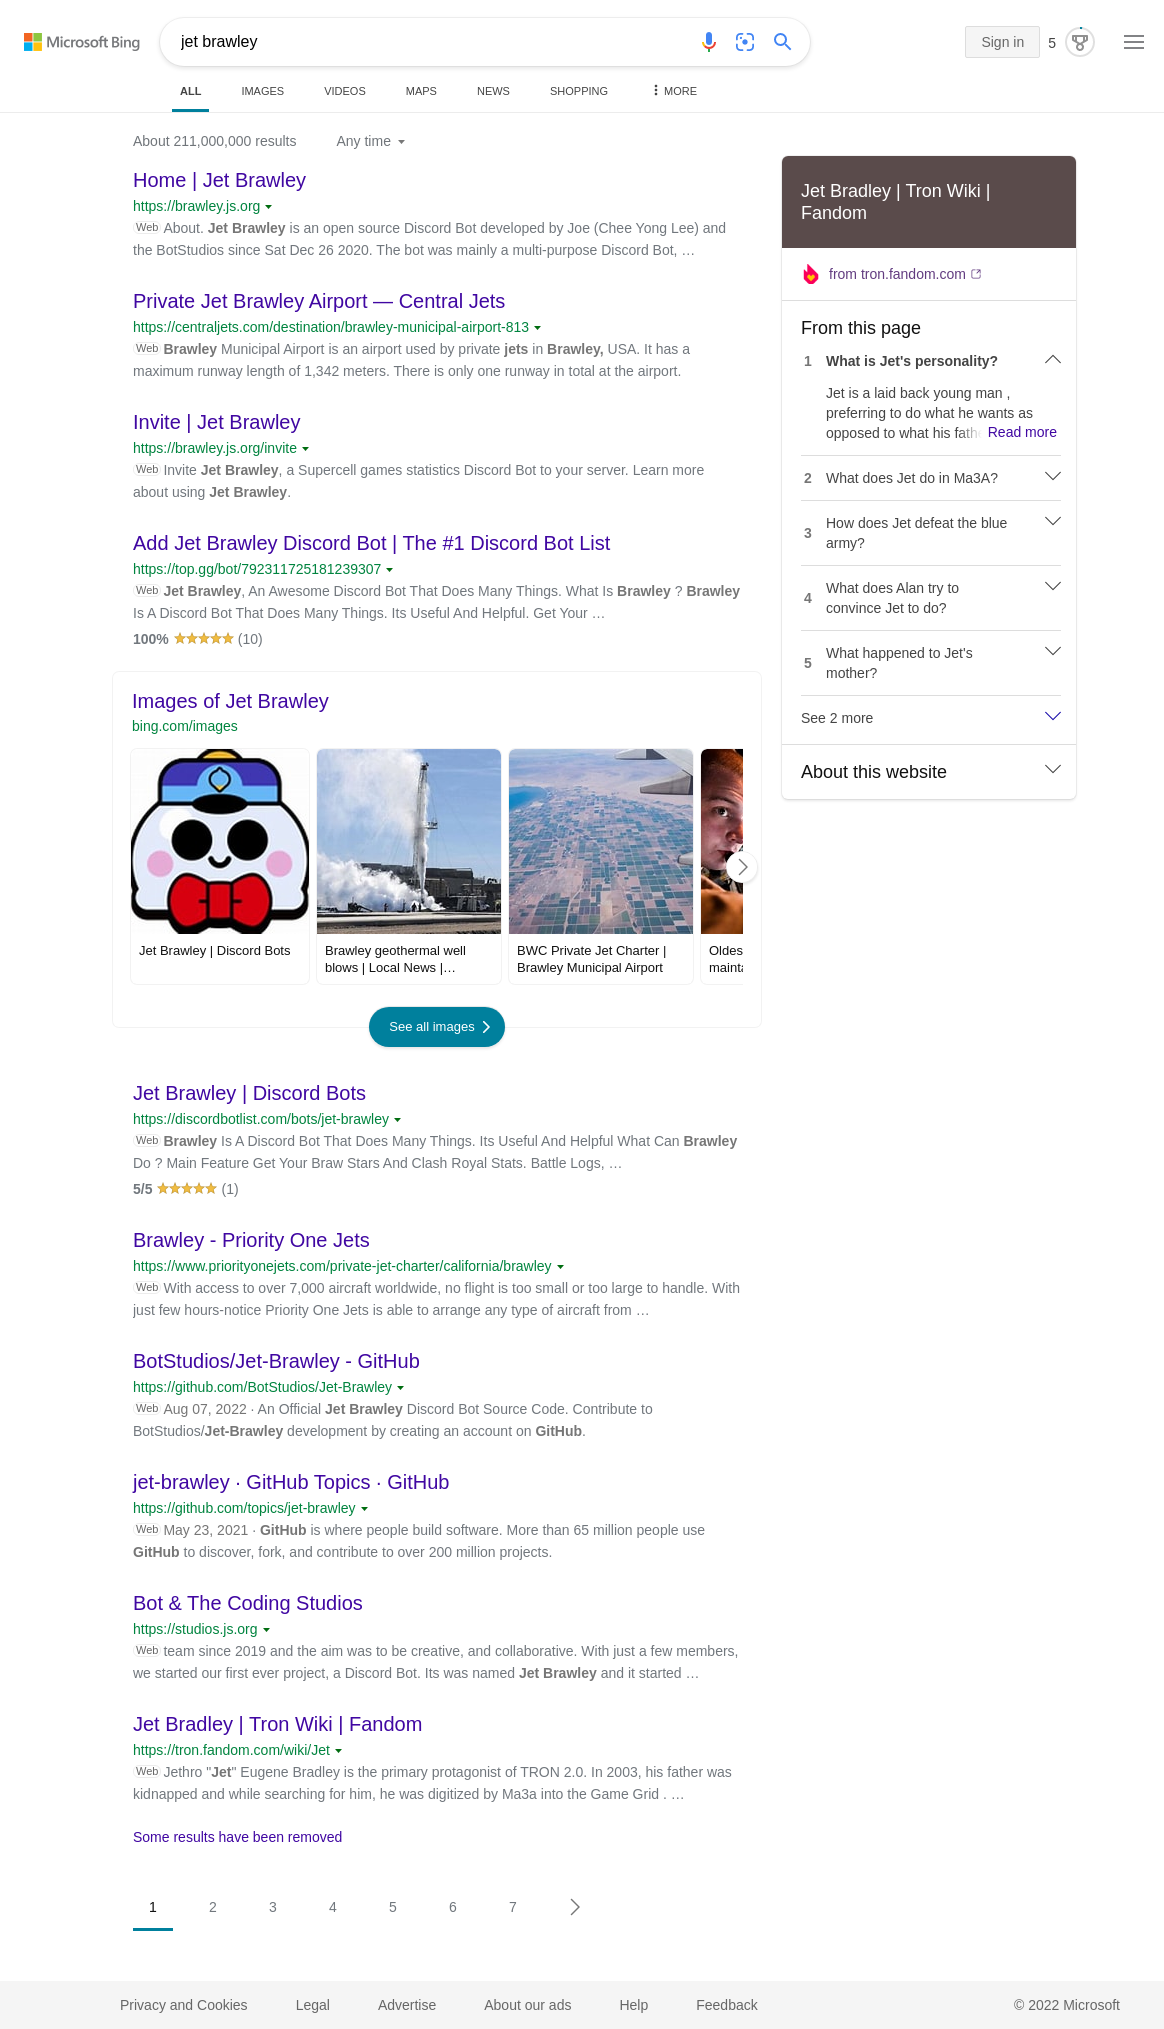 Microsoft Bing
jet brawley
Sign in
5
ALL
IMAGES
VIDEOS
MAPS
NEWS
SHOPPING
MORE
About 211,000,000 results
Any time
Home | Jet Brawley
https://brawley.js.org
Web About. Jet Brawley is an open source Discord Bot developed by Joe (Chee Yong Lee) and
the BotStudios since Sat Dec 26 2020. The bot was mainly a multi-purpose Discord Bot, …
Private Jet Brawley Airport — Central Jets
https://centraljets.com/destination/brawley-municipal-airport-813
Web Brawley Municipal Airport is an airport used by private jets in Brawley, USA. It has a
maximum runway length of 1,342 meters. There is only one runway in total at the airport.
Invite | Jet Brawley
https://brawley.js.org/invite
Web Invite Jet Brawley, a Supercell games statistics Discord Bot to your server. Learn more
about using Jet Brawley.
Add Jet Brawley Discord Bot | The #1 Discord Bot List
https://top.gg/bot/792311725181239307
Web Jet Brawley, An Awesome Discord Bot That Does Many Things. What Is Brawley ? Brawley
Is A Discord Bot That Does Many Things. Its Useful And Helpful. Get Your …
100% (10)
Images of Jet Brawley
bing.com/images
Jet Brawley | Discord Bots
Brawley geothermal well
blows | Local News |…
BWC Private Jet Charter |
Brawley Municipal Airport
Oldes
mainta
See all images
Jet Brawley | Discord Bots
https://discordbotlist.com/bots/jet-brawley
Web Brawley Is A Discord Bot That Does Many Things. Its Useful And Helpful What Can Brawley
Do ? Main Feature Get Your Braw Stars And Clash Royal Stats. Battle Logs, …
5/5 (1)
Brawley - Priority One Jets
https://www.priorityonejets.com/private-jet-charter/california/brawley
Web With access to over 7,000 aircraft worldwide, no flight is too small or too large to handle. With
just few hours-notice Priority One Jets is able to arrange any type of aircraft from …
BotStudios/Jet-Brawley - GitHub
https://github.com/BotStudios/Jet-Brawley
Web Aug 07, 2022 · An Official Jet Brawley Discord Bot Source Code. Contribute to
BotStudios/Jet-Brawley development by creating an account on GitHub.
jet-brawley · GitHub Topics · GitHub
https://github.com/topics/jet-brawley
Web May 23, 2021 · GitHub is where people build software. More than 65 million people use
GitHub to discover, fork, and contribute to over 200 million projects.
Bot & The Coding Studios
https://studios.js.org
Web team since 2019 and the aim was to be creative, and collaborative. With just a few members,
we started our first ever project, a Discord Bot. Its was named Jet Brawley and it started …
Jet Bradley | Tron Wiki | Fandom
https://tron.fandom.com/wiki/Jet
Web Jethro "Jet" Eugene Bradley is the primary protagonist of TRON 2.0. In 2003, his father was
kidnapped and while searching for him, he was digitized by Ma3a into the Game Grid . …
Some results have been removed
1
2
3
4
5
6
7
Jet Bradley | Tron Wiki |
Fandom
from tron.fandom.com
From this page
1 What is Jet's personality?
Jet is a laid back young man ,
preferring to do what he wants as
opposed to what his fath Read more
2 What does Jet do in Ma3A?
3 How does Jet defeat the blue
army?
4 What does Alan try to
convince Jet to do?
5 What happened to Jet's
mother?
See 2 more
About this website
Privacy and Cookies
Legal
Advertise
About our ads
Help
Feedback
© 2022 Microsoft